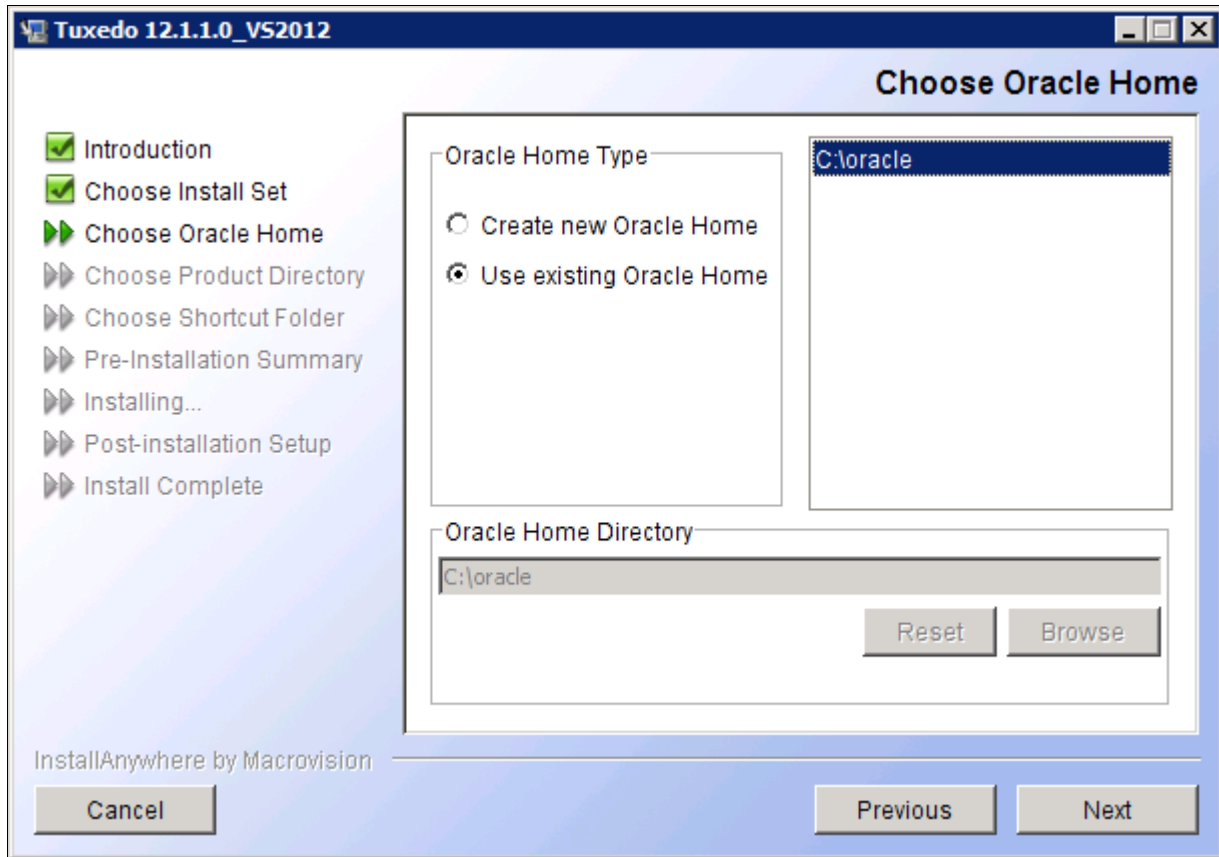 Tuxedo 12.1.1.0_VS2012
Choose Oracle Home
Introduction
Choose Install Set
Choose Oracle Home
Choose Product Directory
Choose Shortcut Folder
Pre-Installation Summary
Installing...
Post-installation Setup
Install Complete
Oracle Home Type
Create new Oracle Home
Use existing Oracle Home
C:\oracle
Oracle Home Directory
C:\oracle
Reset
Browse
InstallAnywhere by Macrovision
Cancel
Previous
Next